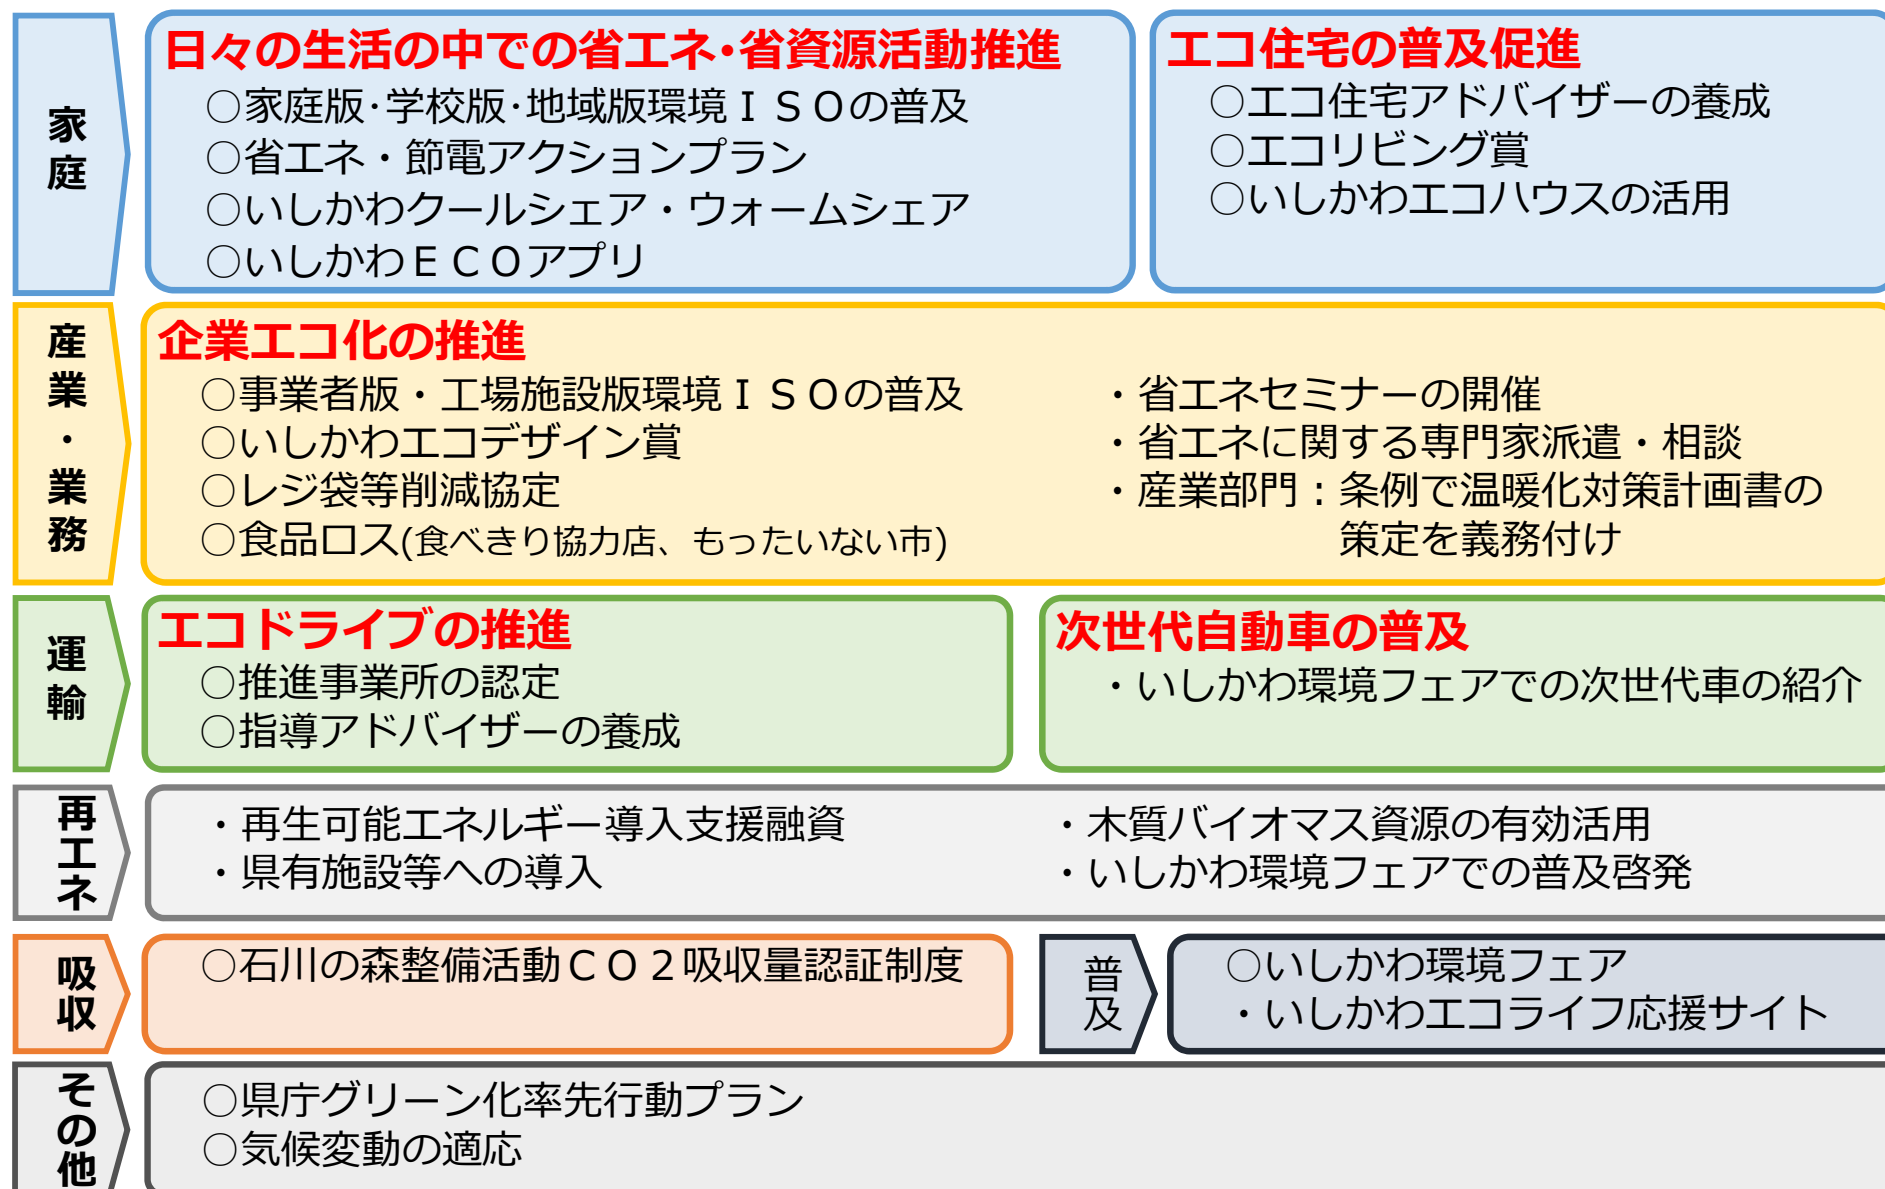 家庭
日々の生活の中での省エネ・省資源活動推進
○家庭版・学校版・地域版環境ＩＳＯの普及
○省エネ・節電アクションプラン
○いしかわクールシェア・ウォームシェア
○いしかわＥＣＯアプリ
エコ住宅の普及促進
○エコ住宅アドバイザーの養成
○エコリビング賞
○いしかわエコハウスの活用
産業・業務
企業エコ化の推進
○事業者版・工場施設版環境ＩＳＯの普及
○いしかわエコデザイン賞
○レジ袋等削減協定
○食品ロス(食べきり協力店、もったいない市)
・省エネセミナーの開催
・省エネに関する専門家派遣・相談
・産業部門：条例で温暖化対策計画書の
策定を義務付け
運輸
エコドライブの推進
○推進事業所の認定
○指導アドバイザーの養成
次世代自動車の普及
・いしかわ環境フェアでの次世代車の紹介
再エネ
・再生可能エネルギー導入支援融資
・県有施設等への導入
・木質バイオマス資源の有効活用
・いしかわ環境フェアでの普及啓発
吸収
○石川の森整備活動ＣＯ２吸収量認証制度
普及
○いしかわ環境フェア
・いしかわエコライフ応援サイト
その他
○県庁グリーン化率先行動プラン
○気候変動の適応